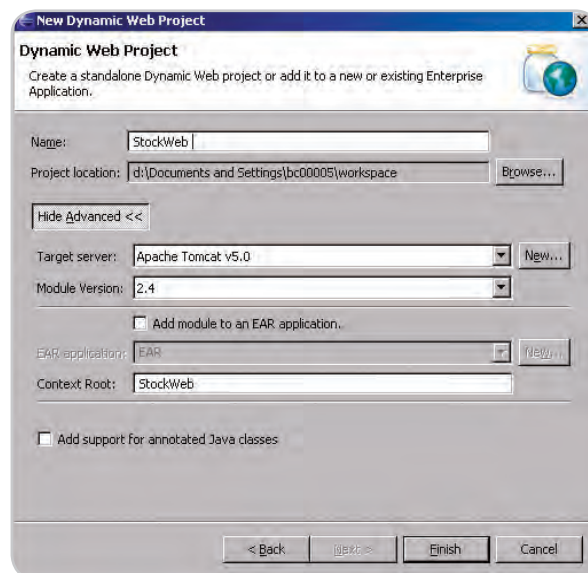 New Dynamic Web Project
Dynamic Web Project
Create a standalone Dynamic Web project or add it to a new or existing Enterprise
Application.
Name: StockWeb
Project location: d:\Documents and Settings\bc00005\workspace Browse...
Hide Advanced <<
Target server: Apache Tomcat v5.0 New...
Module Version: 2.4
Add module to an EAR application.
EAR application: EAR New...
Context Root: StockWeb
Add support for annotated Java classes
< Back Next > Finish Cancel